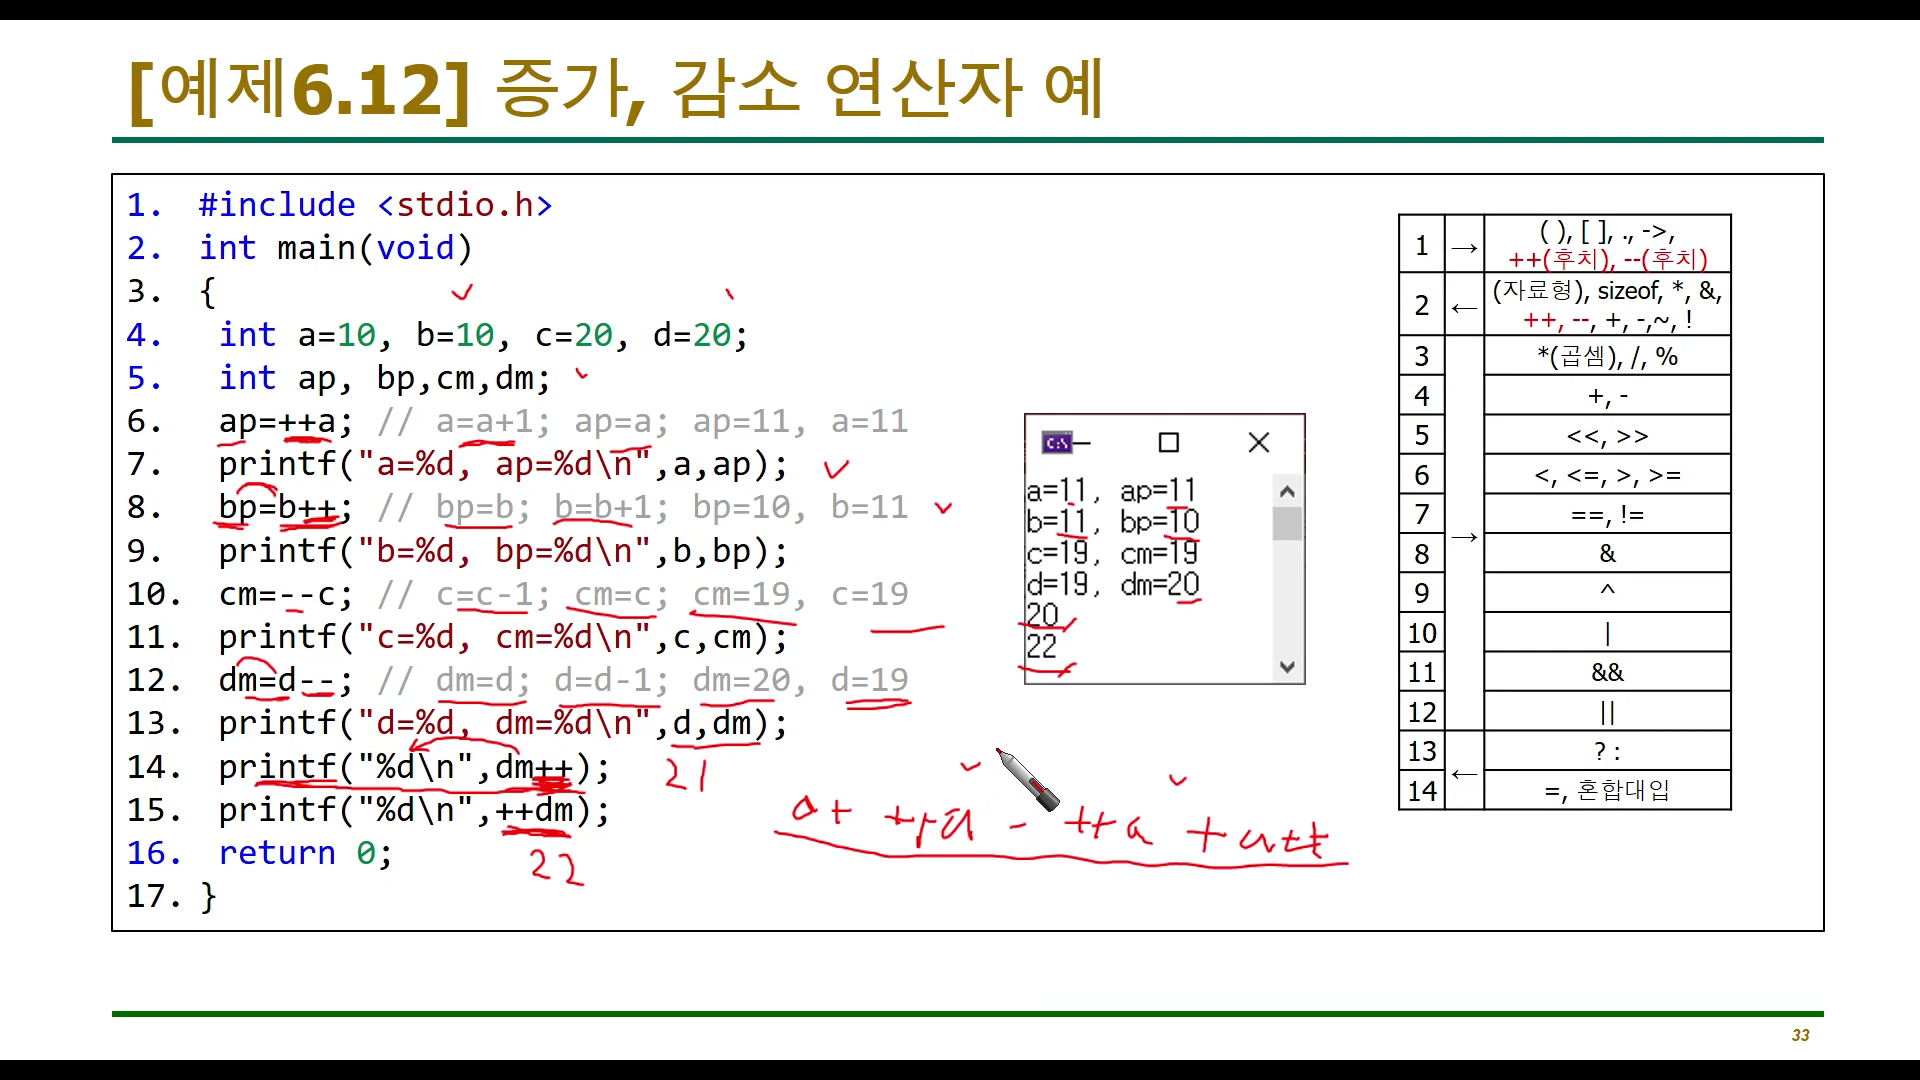 [예제6.12] 증가, 감소 연산자 예
1. #include <stdio.h>
2. int main(void)
3. {
4. int a=10, b=10, c=20, d=20;
5. int ap, bp,cm,dm;
6. ap=++a; // a=a+1; ap=a; ap=11, a=11
7. printf("a=%d, ap=%d\n",a,ap);
8. bp=b++; // bp=b; b=b+1; bp=10, b=11
9. printf("b=%d, bp=%d\n",b,bp);
10. cm=--c; // c=c-1; cm=c; cm=19, c=19
11. printf("c=%d, cm=%d\n",c,cm);
12. dm=d--; // dm=d; d=d-1; dm=20, d=19
13. printf("d=%d, dm=%d\n",d,dm);
14. printf("%d\n",dm++);
21
15. printf("%d\n",++dm);
22
16. return 0;
17. }
a+ ++a - ++a + a++
a=11, ap=11
b=11, bp=10
c=19, cm=19
d=19, dm=20
20
22
1 → ( ), [ ], ., ->,
++(후치), --(후치)
2 ← (자료형), sizeof, *, &,
++, --, +, -,~, !
3 *(곱셈), /, %
4 +, -
5 <<, >>
6 <, <=, >, >=
7 → ==, !=
8 &
9 ^
10 |
11 &&
12 ||
13 ← ? :
14 =, 혼합대입
33